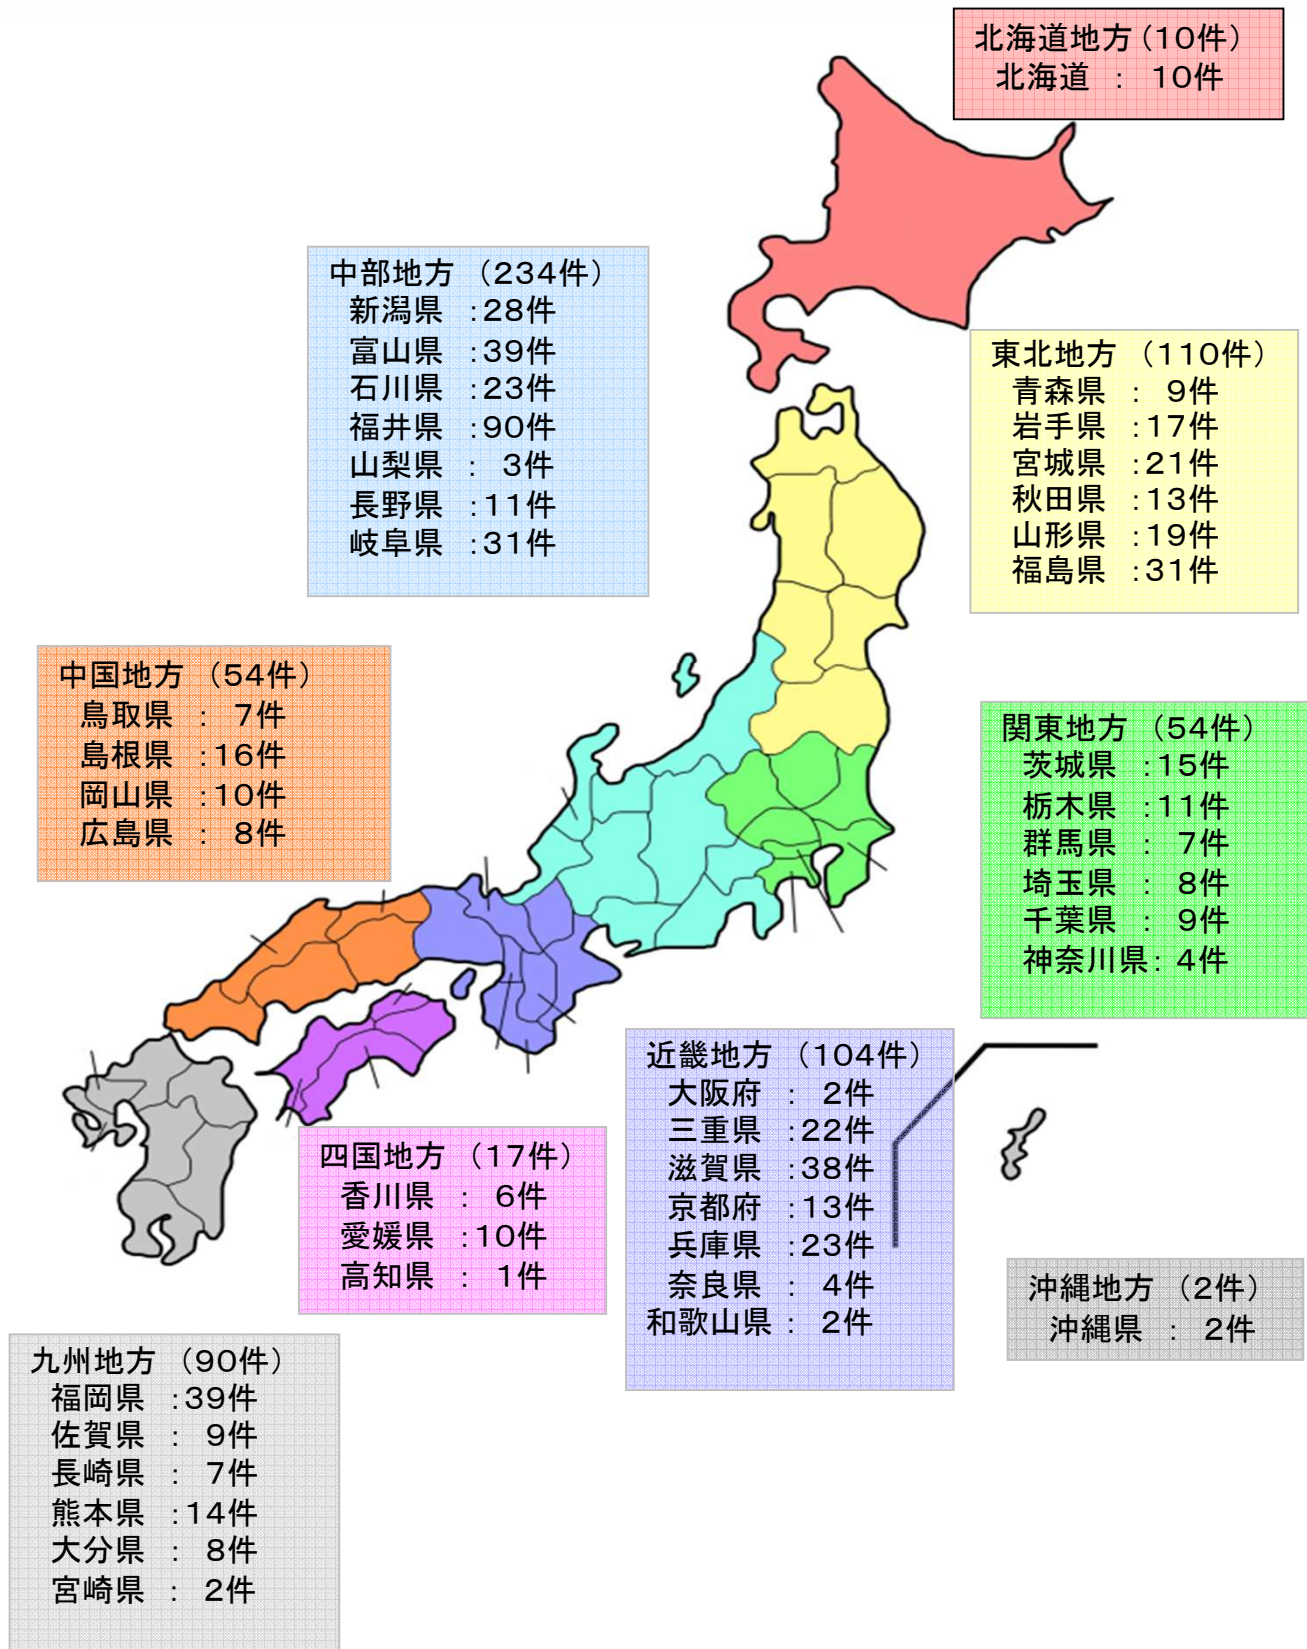 北海道地方(10件)
北海道 : 10件
中部地方 (234件)
新潟県 :28件
富山県 :39件
石川県 :23件
福井県 :90件
山梨県 : 3件
長野県 :11件
岐阜県 :31件
東北地方 (110件)
青森県 : 9件
岩手県 :17件
宮城県 :21件
秋田県 :13件
山形県 :19件
福島県 :31件
中国地方 (54件)
鳥取県 : 7件
島根県 :16件
岡山県 :10件
広島県 : 8件
関東地方 (54件)
茨城県 :15件
栃木県 :11件
群馬県 : 7件
埼玉県 : 8件
千葉県 : 9件
神奈川県: 4件
近畿地方 (104件)
大阪府 : 2件
三重県 :22件
滋賀県 :38件
京都府 :13件
兵庫県 :23件
奈良県 : 4件
和歌山県 : 2件
四国地方 (17件)
香川県 : 6件
愛媛県 :10件
高知県 : 1件
沖縄地方 (2件)
沖縄県 : 2件
九州地方 (90件)
福岡県 :39件
佐賀県 : 9件
長崎県 : 7件
熊本県 :14件
大分県 : 8件
宮崎県 : 2件